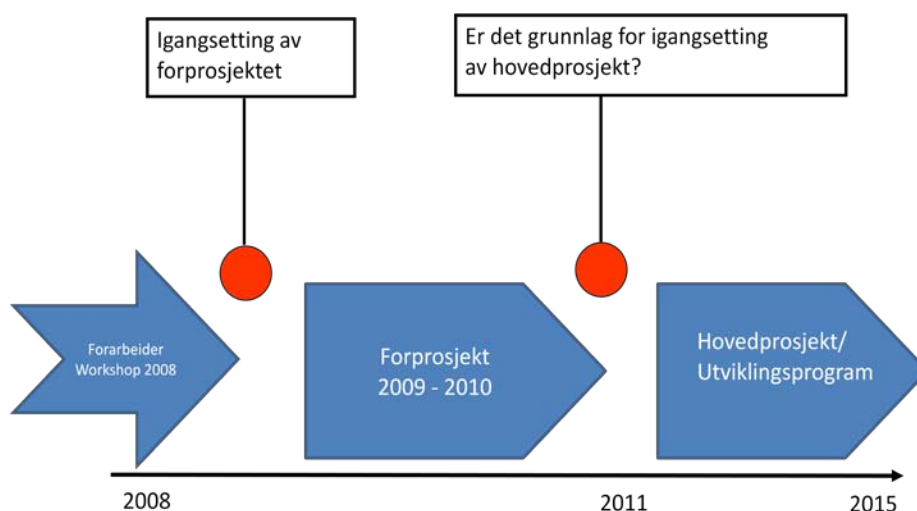 Igangsetting av
forprosjektet
Er det grunnlag for igangsetting
av hovedprosjekt?
Forarbeider
Workshop 2008
Forprosjekt
2009 - 2010
Hovedprosjekt/
Utviklingsprogram
2008
2011
2015